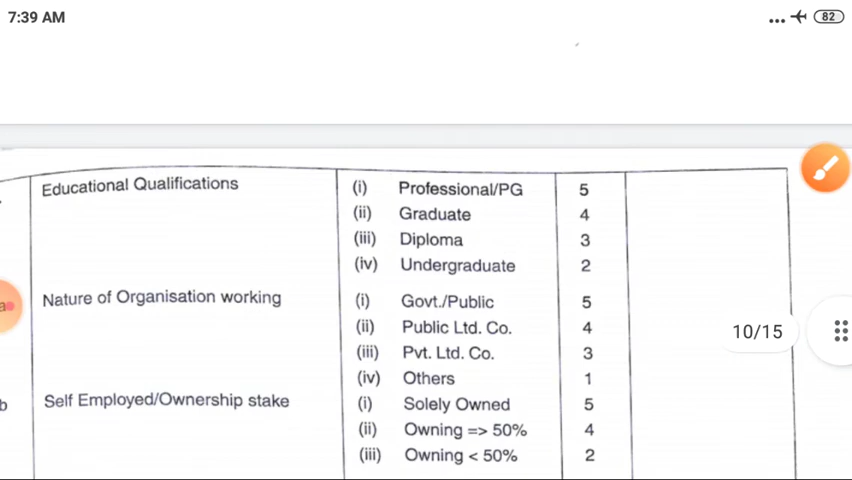 7:39 AM
82
Educational Qualifications (i) Professional/PG 5
(ii) Graduate 4
(iii) Diploma 3
(iv) Undergraduate 2
Nature of Organisation working (i) Govt./Public 5
(ii) Public Ltd. Co. 4
(iii) Pvt. Ltd. Co. 3
(iv) Others 1
b Self Employed/Ownership stake (i) Solely Owned 5
(ii) Owning => 50% 4
(iii) Owning < 50% 2
10/15